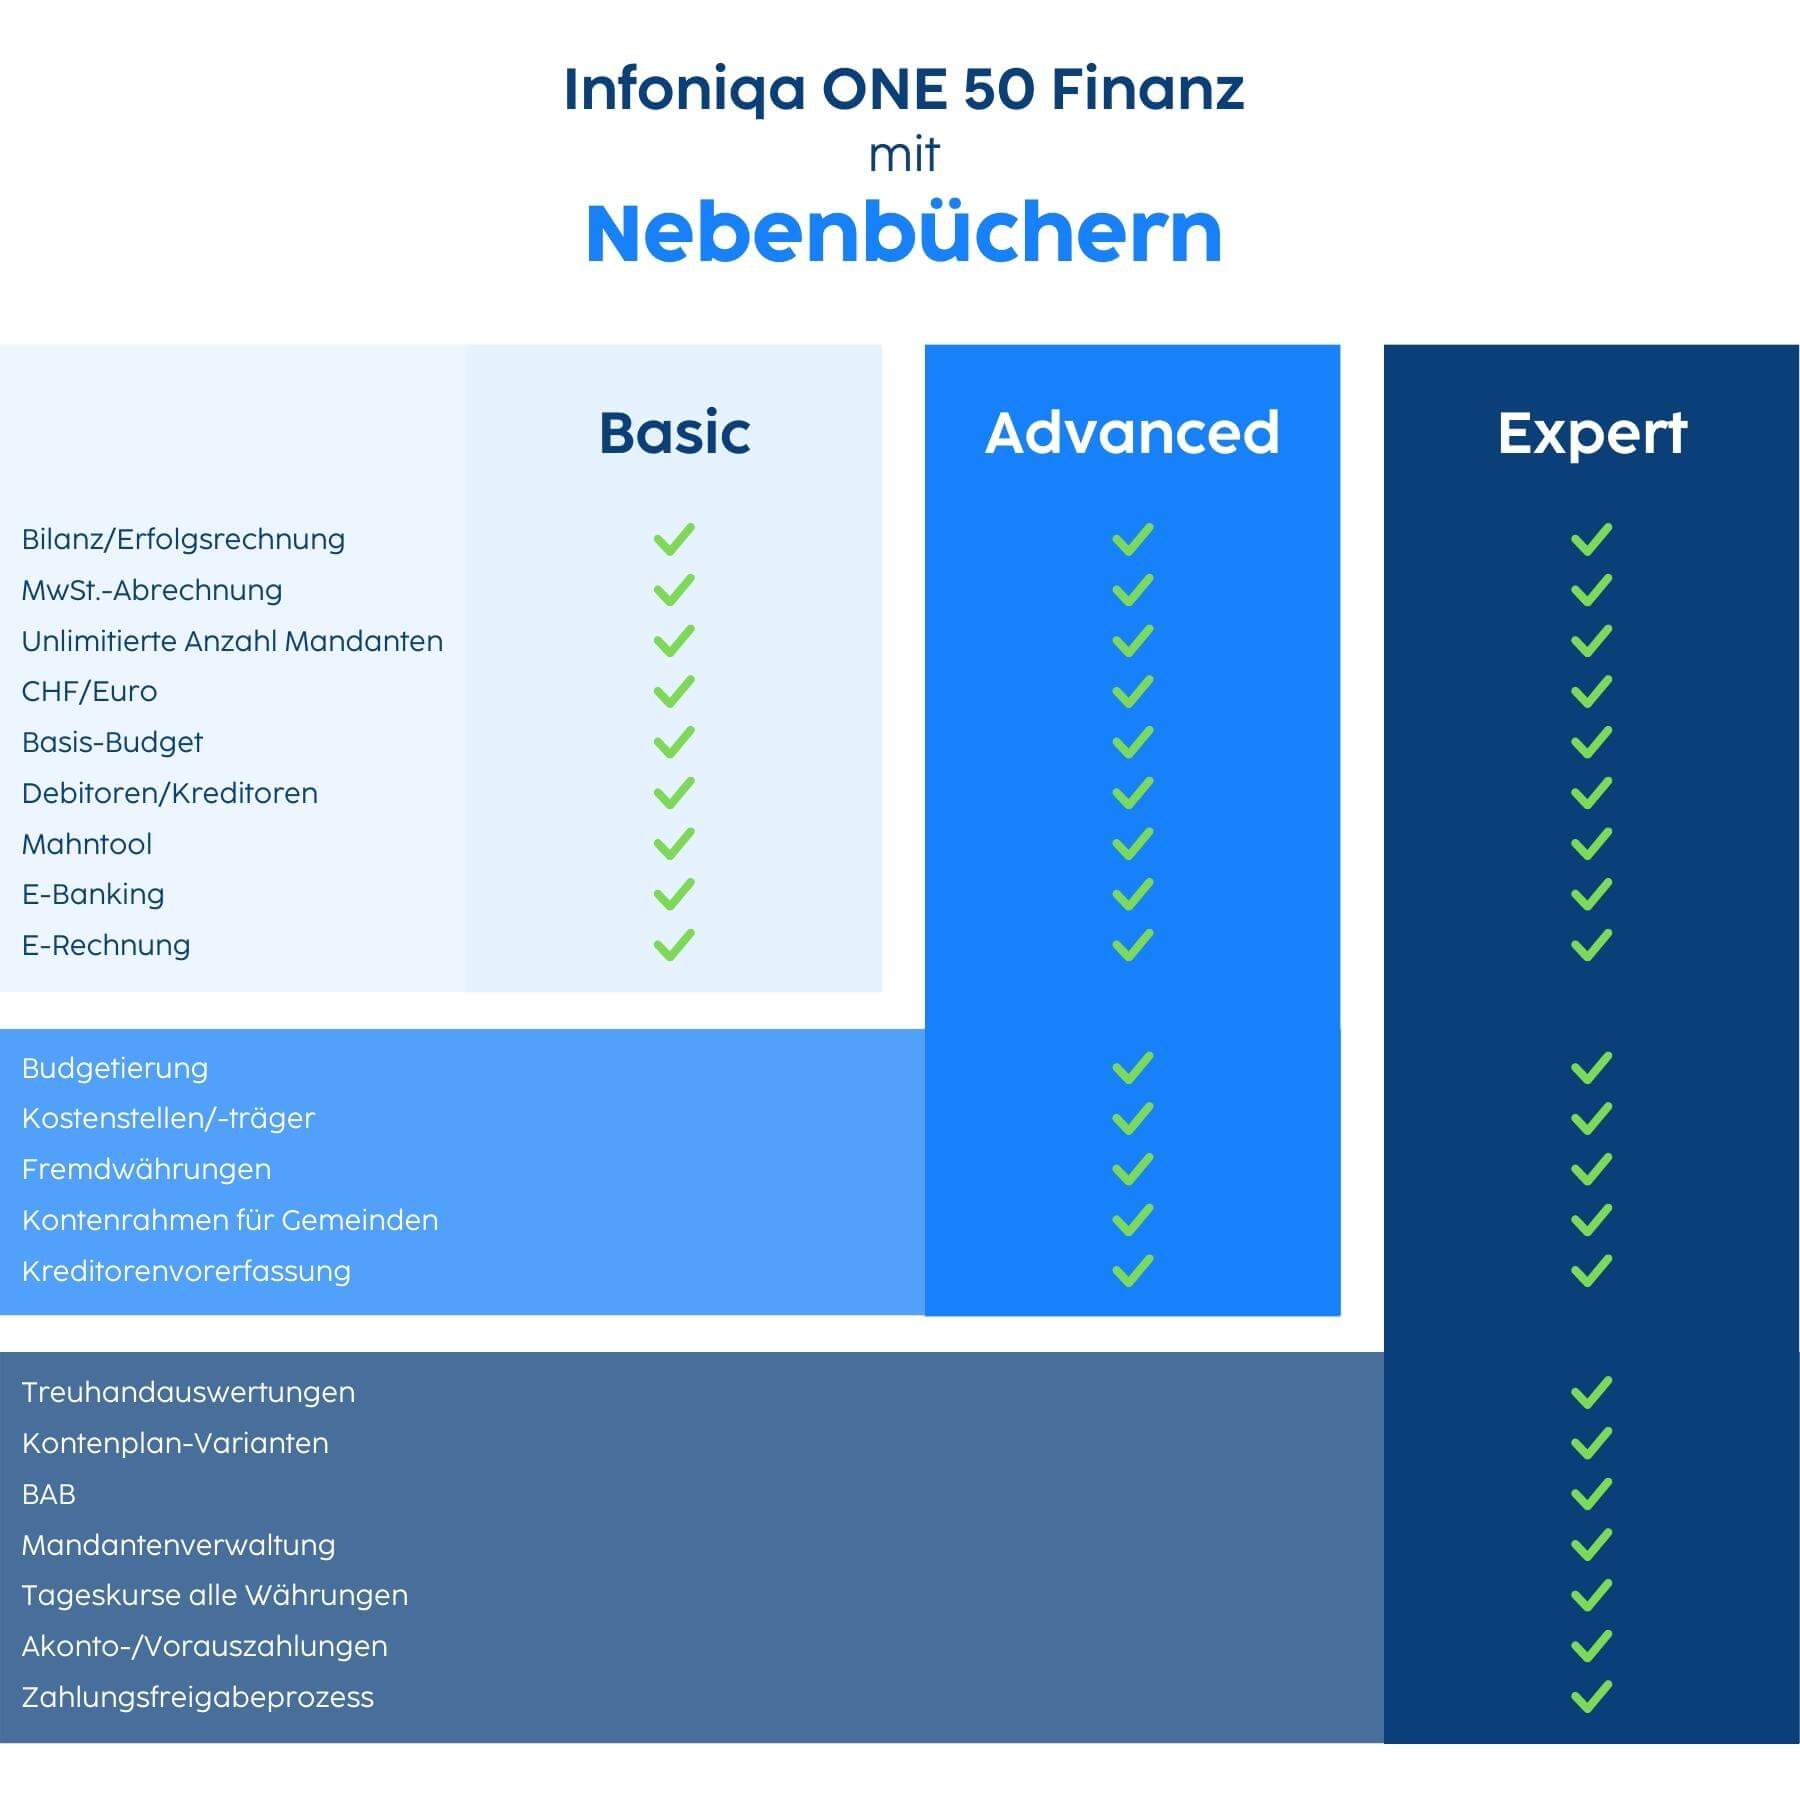 Infoniqa ONE 50 Finanz
mit
Nebenbüchern
Basic Advanced Expert
Bilanz/Erfolgsrechnung
MwSt.-Abrechnung
Unlimitierte Anzahl Mandanten
CHF/Euro
Basis-Budget
Debitoren/Kreditoren
Mahntool
E-Banking
E-Rechnung
Budgetierung
Kostenstellen/-träger
Fremdwährungen
Kontenrahmen für Gemeinden
Kreditorenvorerfassung
Treuhandauswertungen
Kontenplan-Varianten
BAB
Mandantenverwaltung
Tageskurse alle Währungen
Akonto-/Vorauszahlungen
Zahlungsfreigabeprozess